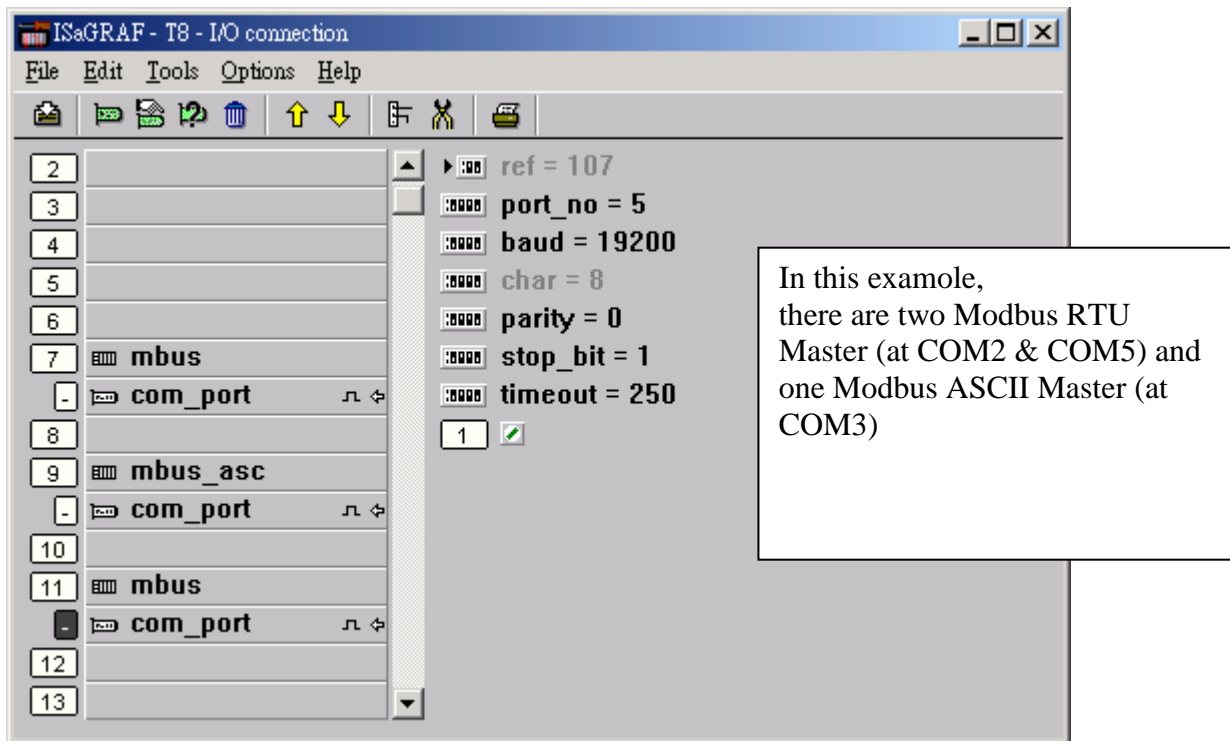 ISaGRAF - T8 - I/O connection
File Edit Tools Options Help
2
3
4
5
6
7 mbus
- com_port
8
9 mbus_asc
- com_port
10
11 mbus
- com_port
12
13
ref = 107
port_no = 5
baud = 19200
char = 8
parity = 0
stop_bit = 1
timeout = 250
1
In this examole,
there are two Modbus RTU
Master (at COM2 & COM5) and
one Modbus ASCII Master (at
COM3)